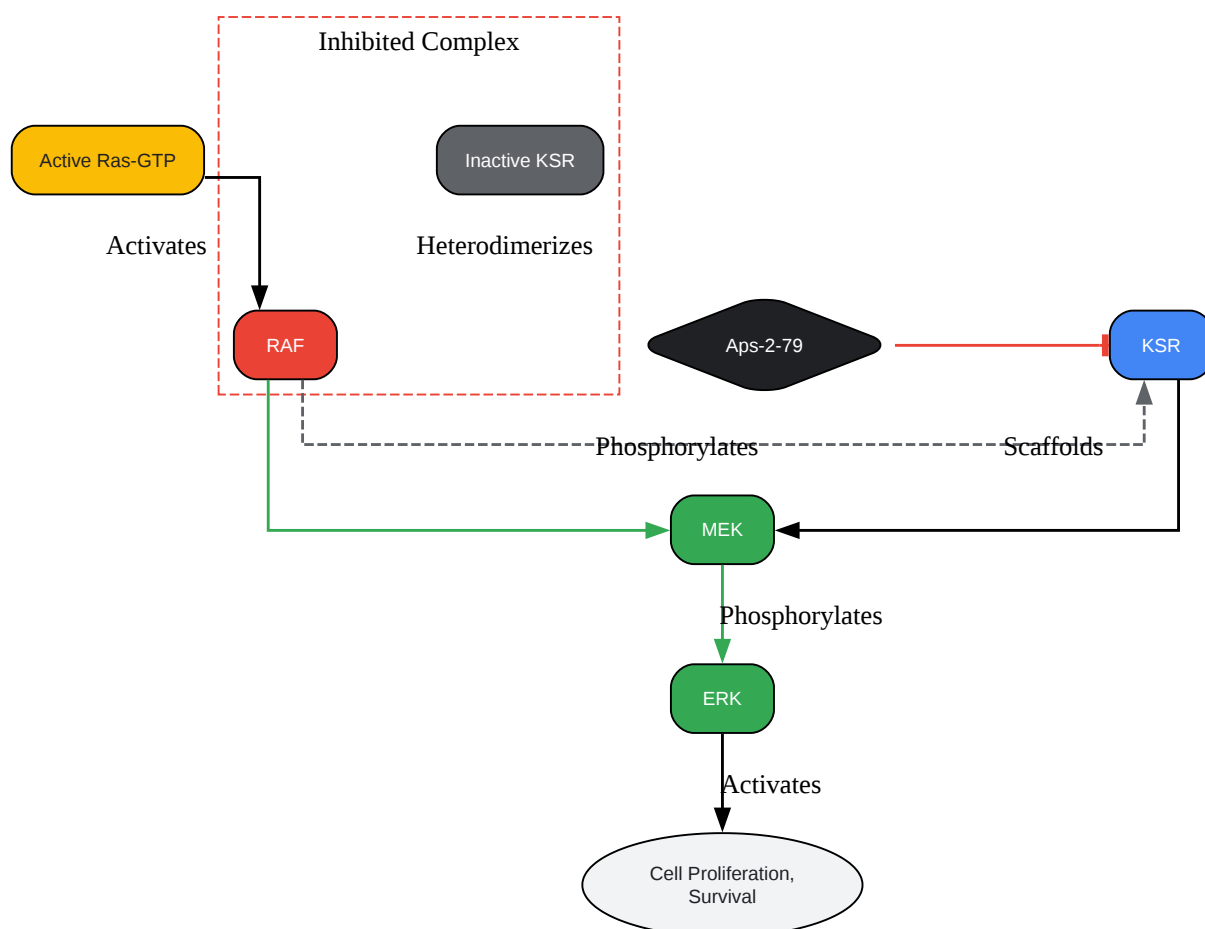 Inhibited Complex
Active Ras-GTP
Inactive KSR
Activates
Heterodimerizes
RAF
Aps-2-79
KSR
Phosphorylates
Scaffolds
MEK
Phosphorylates
ERK
Activates
Cell Proliferation,
Survival